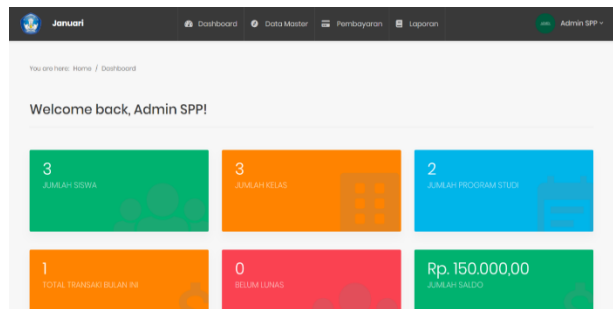 Januari Dashboard Data Master Pembayaran Laporan Admin SPP
You are here: Home / Dashboard
Welcome back, Admin SPP!
3
JUMLAH SISWA
3
JUMLAH KELAS
2
JUMLAH PROGRAM STUDI
1
TOTAL TRANSAKI BULAN INI
0
BELUM LUNAS
Rp. 150.000,00
JUMLAH SALDO